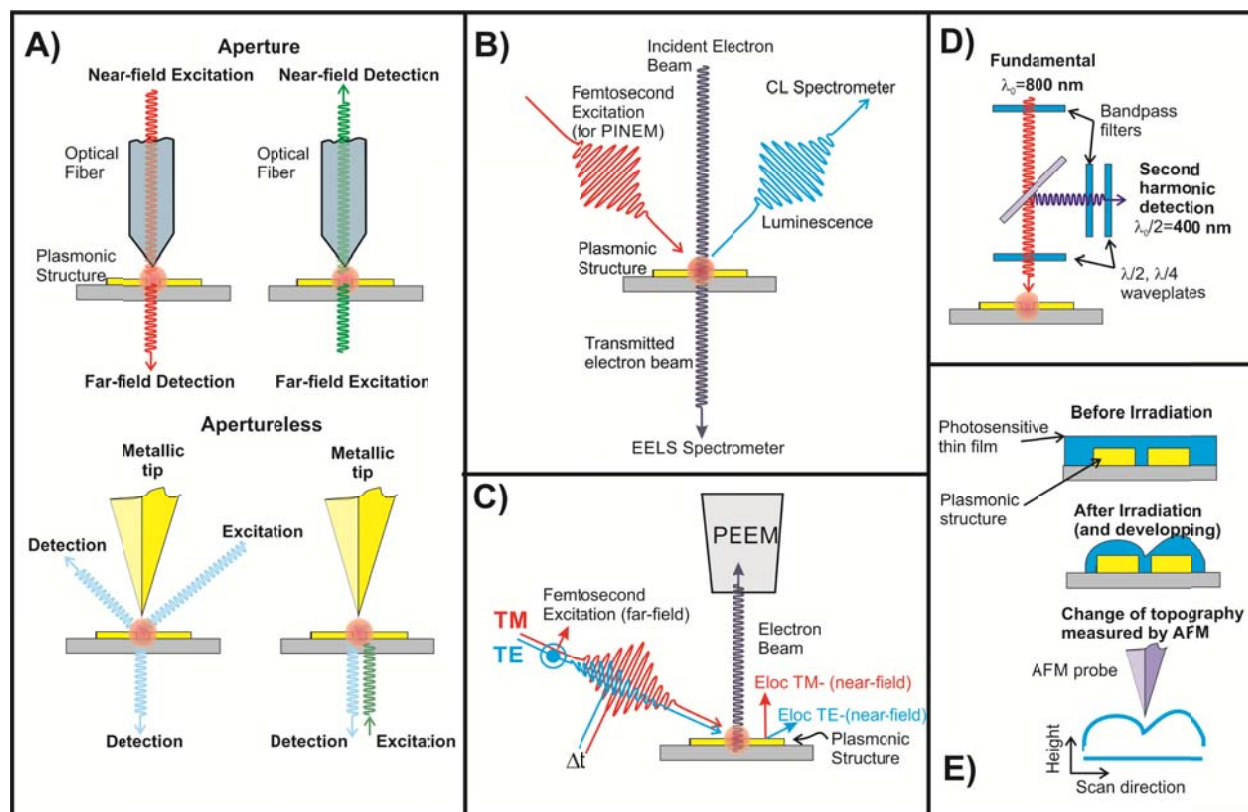 A)
Aperture
Near-field Excitation
Near-field Detection
Optical
Fiber
Optical
Fiber
Plasmonic
Structure
Far-field Detection
Far-field Excitation
Apertureless
Metallic
tip
Metallic
tip
Detection
Excitation
Detection
Detection
Excitation
B)
Incident Electron
Beam
Femtosecond
Excitation
(for PINEM)
CL Spectrometer
Luminescence
Plasmonic
Structure
Transmitted
electron beam
EELS Spectrometer
C)
PEEM
Femtosecond
Excitation (far-field)
TM
TE
Electron
Beam
Eloc TM- (near-field)
Eloc TE-(near-field)
Plasmonic
Structure
Δt
D)
Fundamental
λ₀=800 nm
Bandpass
filters
Second
harmonic
detection
λ₀/2=400 nm
λ/2, λ/4
waveplates
Before Irradiation
Photosensitive
thin film
Plasmonic
structure
After Irradiation
(and developping)
Change of topography
measured by AFM
AFM probe
Height
Scan direction
E)